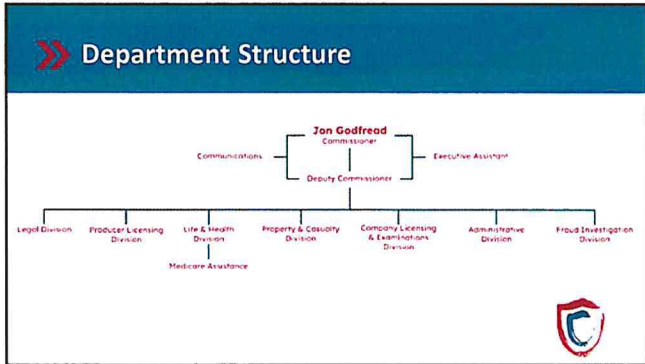 Department Structure
Jon Godfread
Commissioner
Communications
Executive Assistant
Deputy Commissioner
Legal Division
Producer Licensing
Division
Life & Health
Division
Property & Casualty
Division
Company Licensing
& Examinations
Division
Administrative
Division
Fraud Investigation
Division
Medicare Assistance